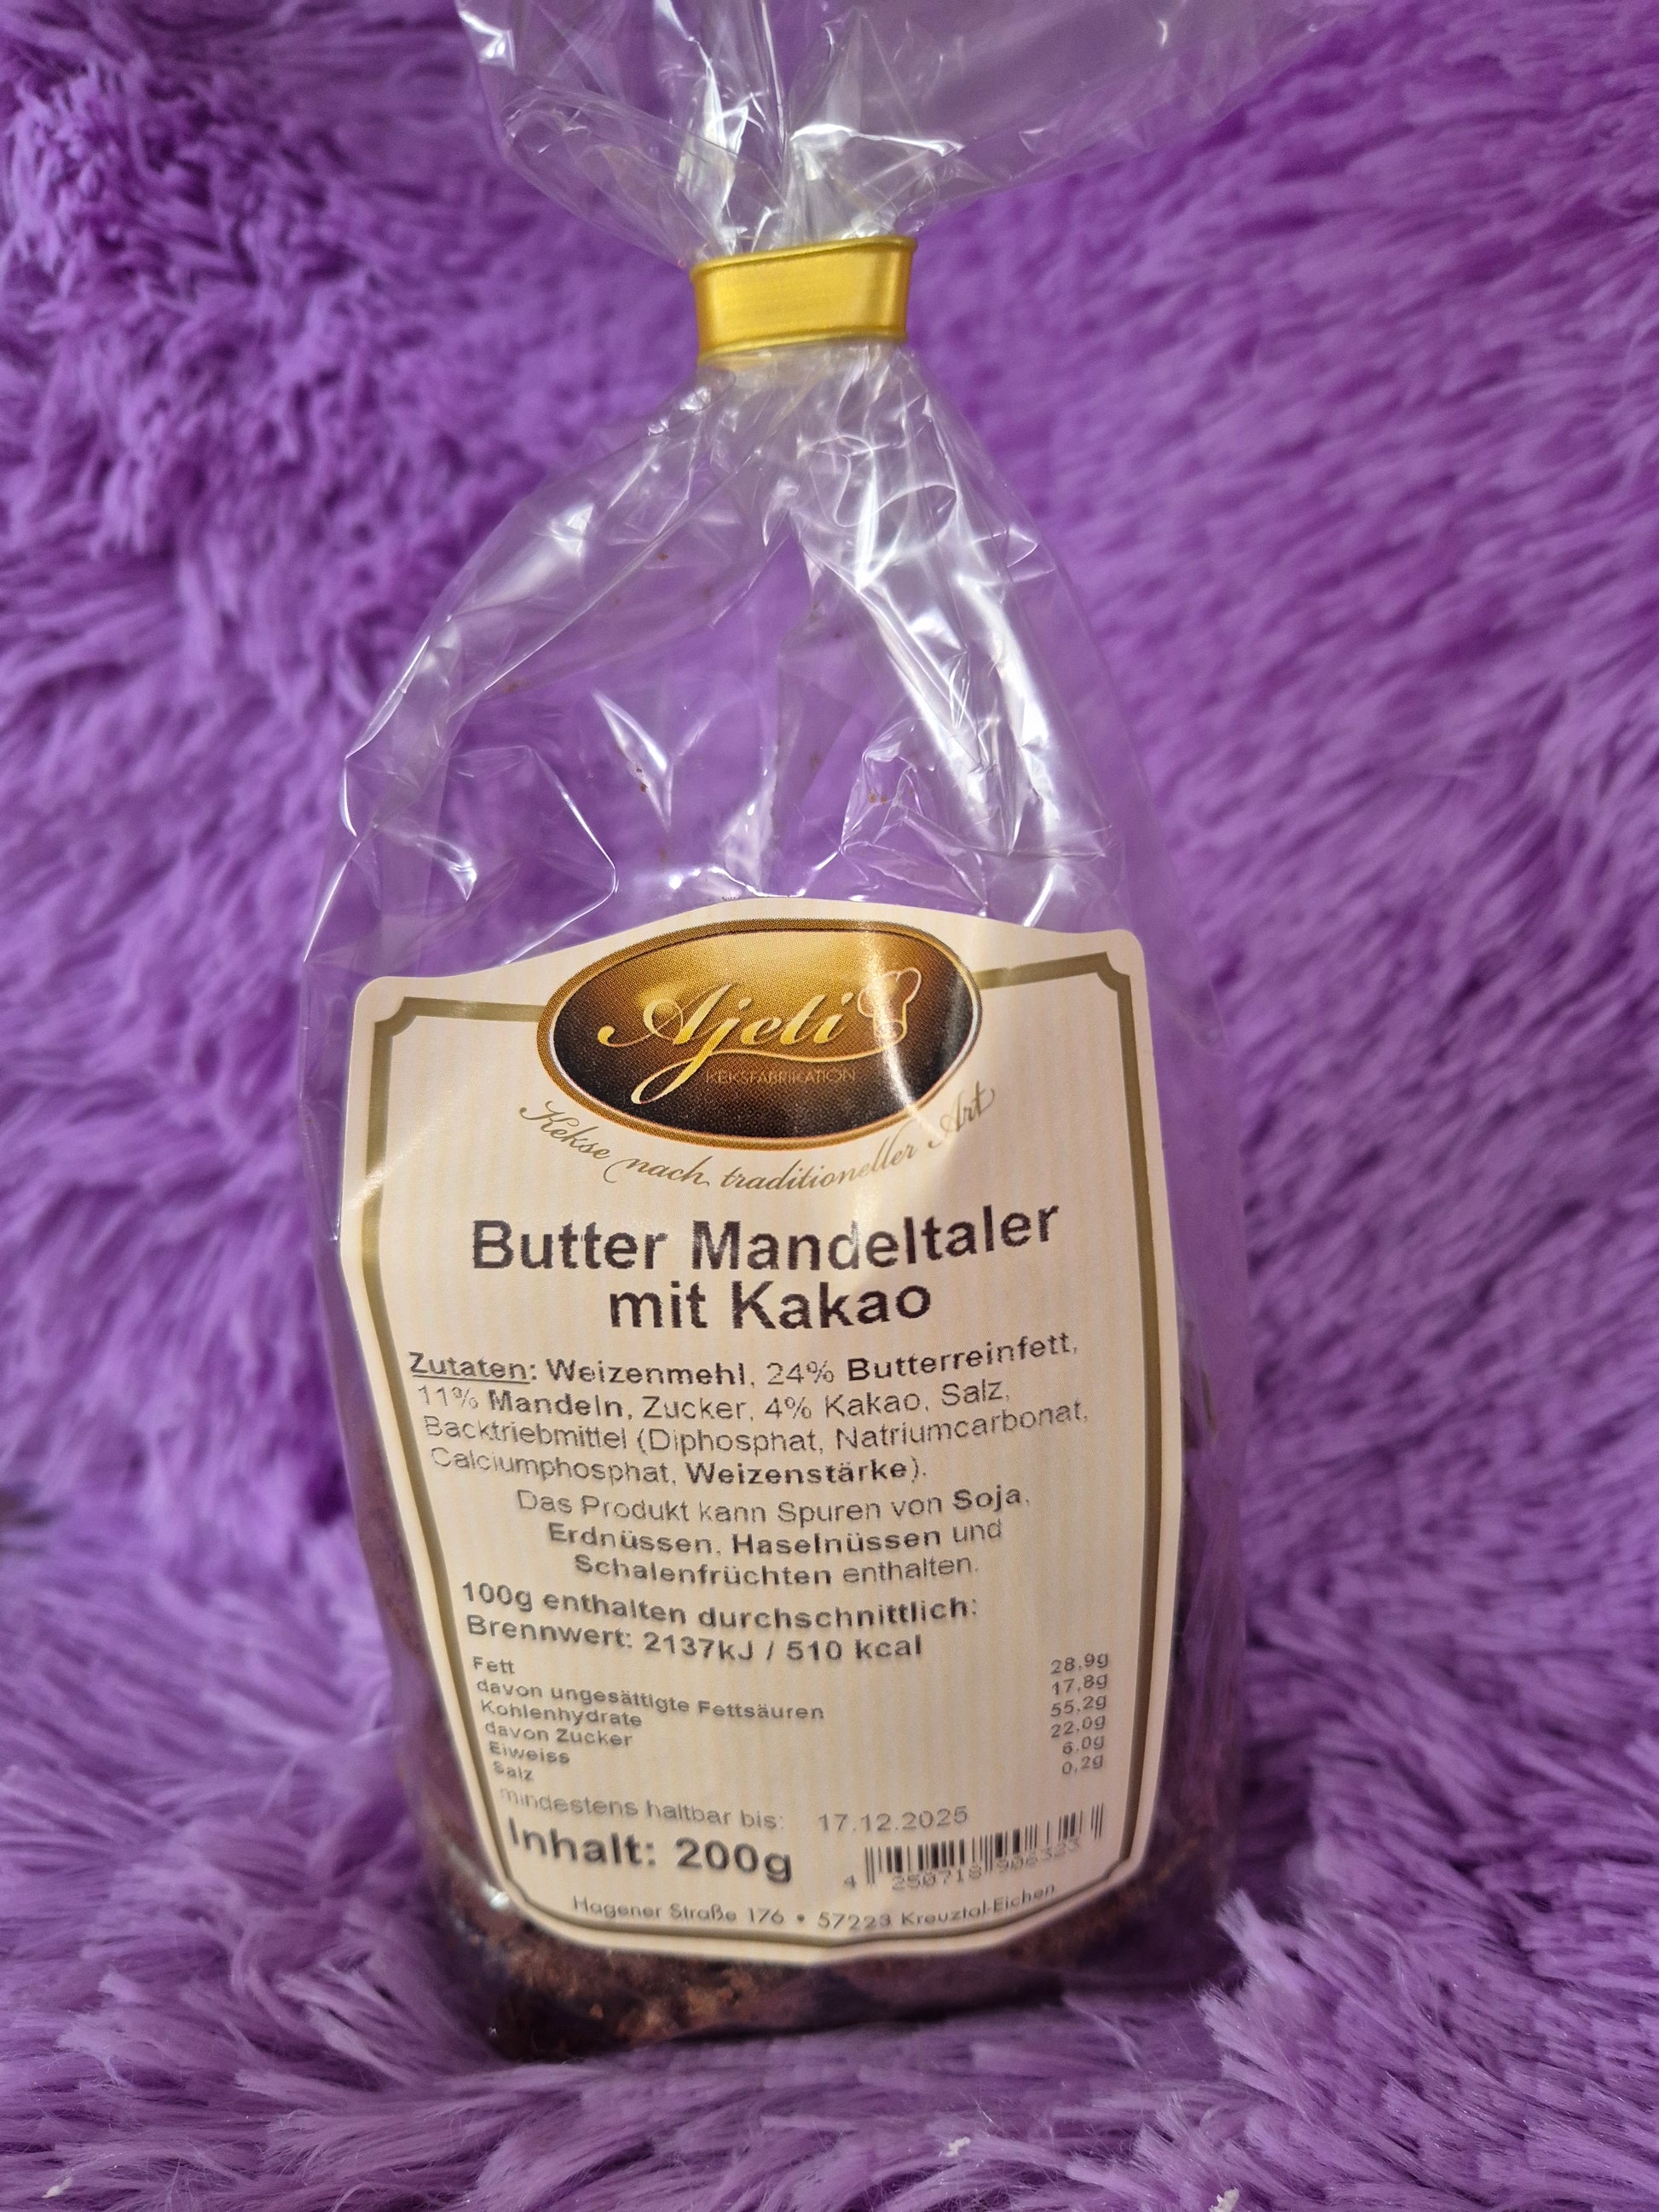 Ajeti
KEKSFABRIKATION
Kekse nach traditioneller Art
Butter Mandeltaler
mit Kakao
Zutaten: Weizenmehl, 24% Butterreinfett,
11% Mandeln, Zucker, 4% Kakao, Salz,
Backtriebmittel (Diphosphat, Natriumcarbonat,
Calciumphosphat, Weizenstärke).
Das Produkt kann Spuren von Soja,
Erdnüssen, Haselnüssen und
Schalenfrüchten enthalten.
100g enthalten durchschnittlich:
Brennwert: 2137kJ / 510 kcal
Fett 28,9g
davon ungesättigte Fettsäuren 17,8g
Kohlenhydrate 55,2g
davon Zucker 22,0g
Eiweiss 6,0g
Salz 0,2g
mindestens haltbar bis: 17.12.2025
Inhalt: 200g
4 250718 906323
Hagener Straße 176 • 57223 Kreuztal-Eichen